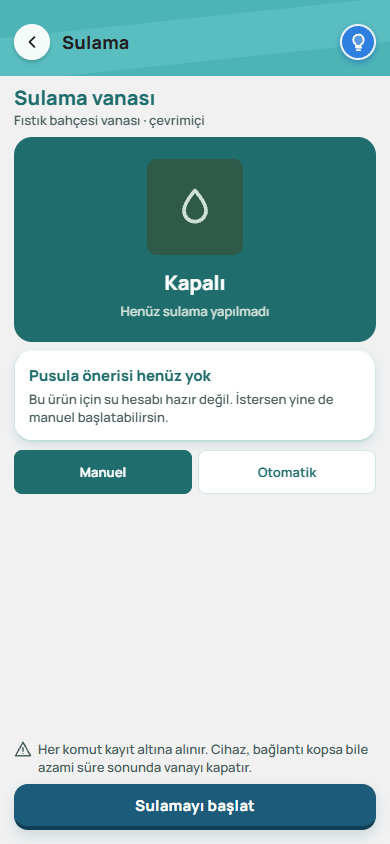 Sulama
Sulama vanası
Fıstık bahçesi vanası · çevrimiçi
Kapalı
Henüz sulama yapılmadı
Pusula önerisi henüz yok
Bu ürün için su hesabı hazır değil. İstersen yine de
manuel başlatabilirsin.
Manuel
Otomatik
Her komut kayıt altına alınır. Cihaz, bağlantı kopsa bile
azami süre sonunda vanayı kapatır.
Sulamayı başlat